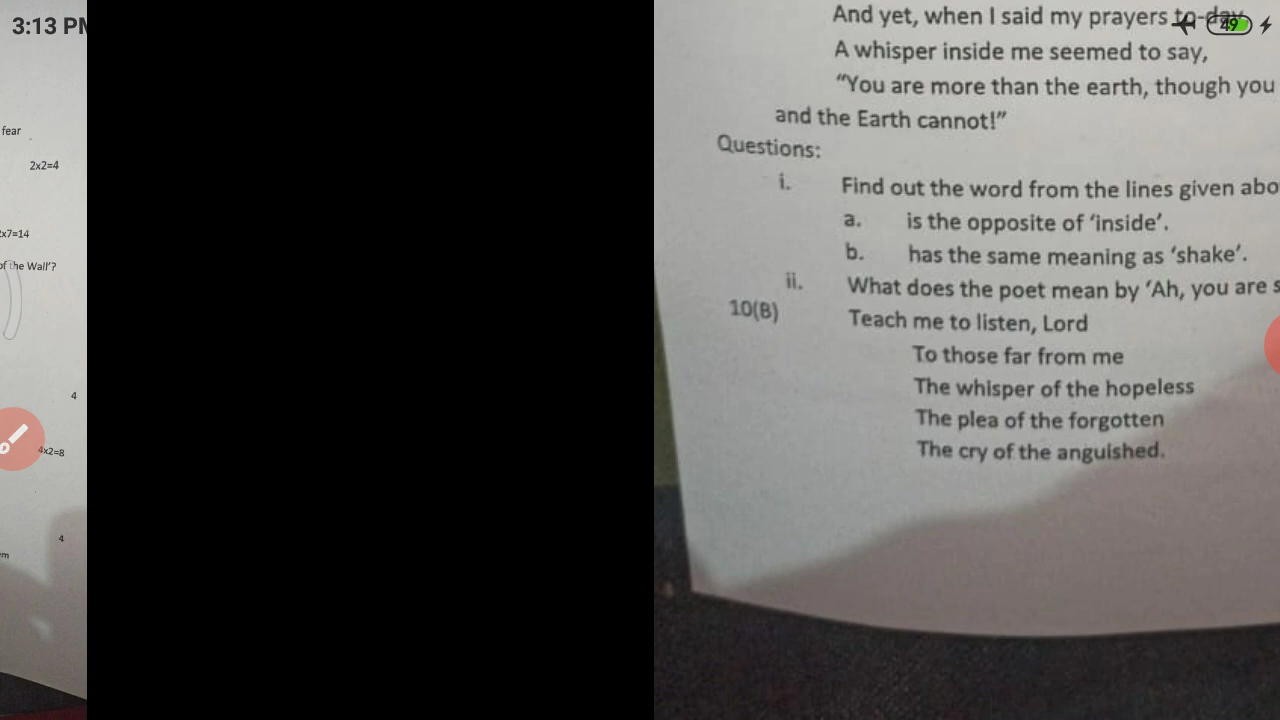 3:13 PM
49
fear
2x2=4
x7=14
of the Wall'?
4
4x2=8
4
And yet, when I said my prayers to-day
A whisper inside me seemed to say,
"You are more than the earth, though you
and the Earth cannot!"
Questions:
i. Find out the word from the lines given abo
a. is the opposite of 'inside'.
b. has the same meaning as 'shake'.
ii. What does the poet mean by 'Ah, you are s
10(B) Teach me to listen, Lord
To those far from me
The whisper of the hopeless
The plea of the forgotten
The cry of the anguished.